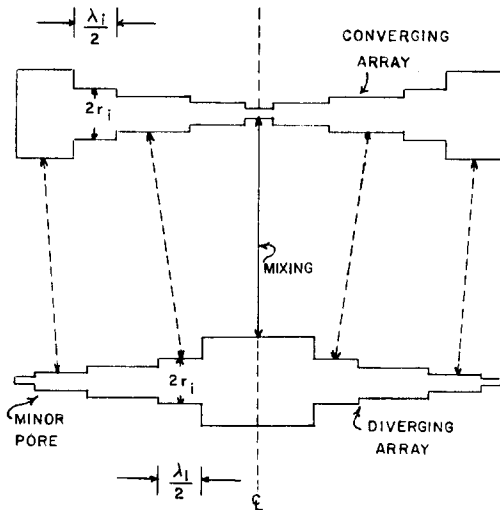 λi
2
CONVERGING
ARRAY
2ri
MIXING
2ri
MINOR
PORE
DIVERGING
ARRAY
λi
2
℄